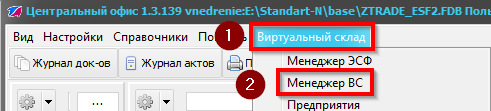 Центральный офис 1.3.139 vnedrenie:E:\Standart-N\base\ZTRADE_ESF2.FDB Поль
Вид Настройки Справочники По 1 Виртуальный склад
Журнал док-ов Журнал актов П Менеджер ЭСФ
2 Менеджер ВС
... Предприятия